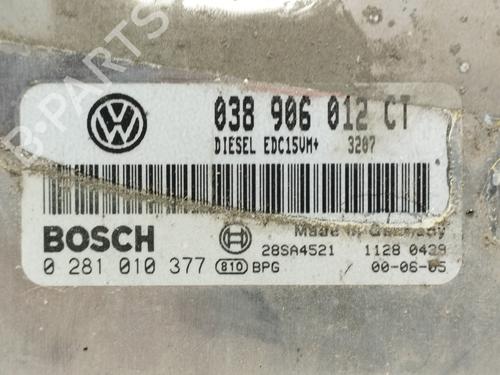 B-PARTS
038 906 012 CT
DIESEL EDC15VM+ 3207
BOSCH
Made in Germany
28SA4521 1128 0439
0 281 010 377 810 BPG 00-06-05